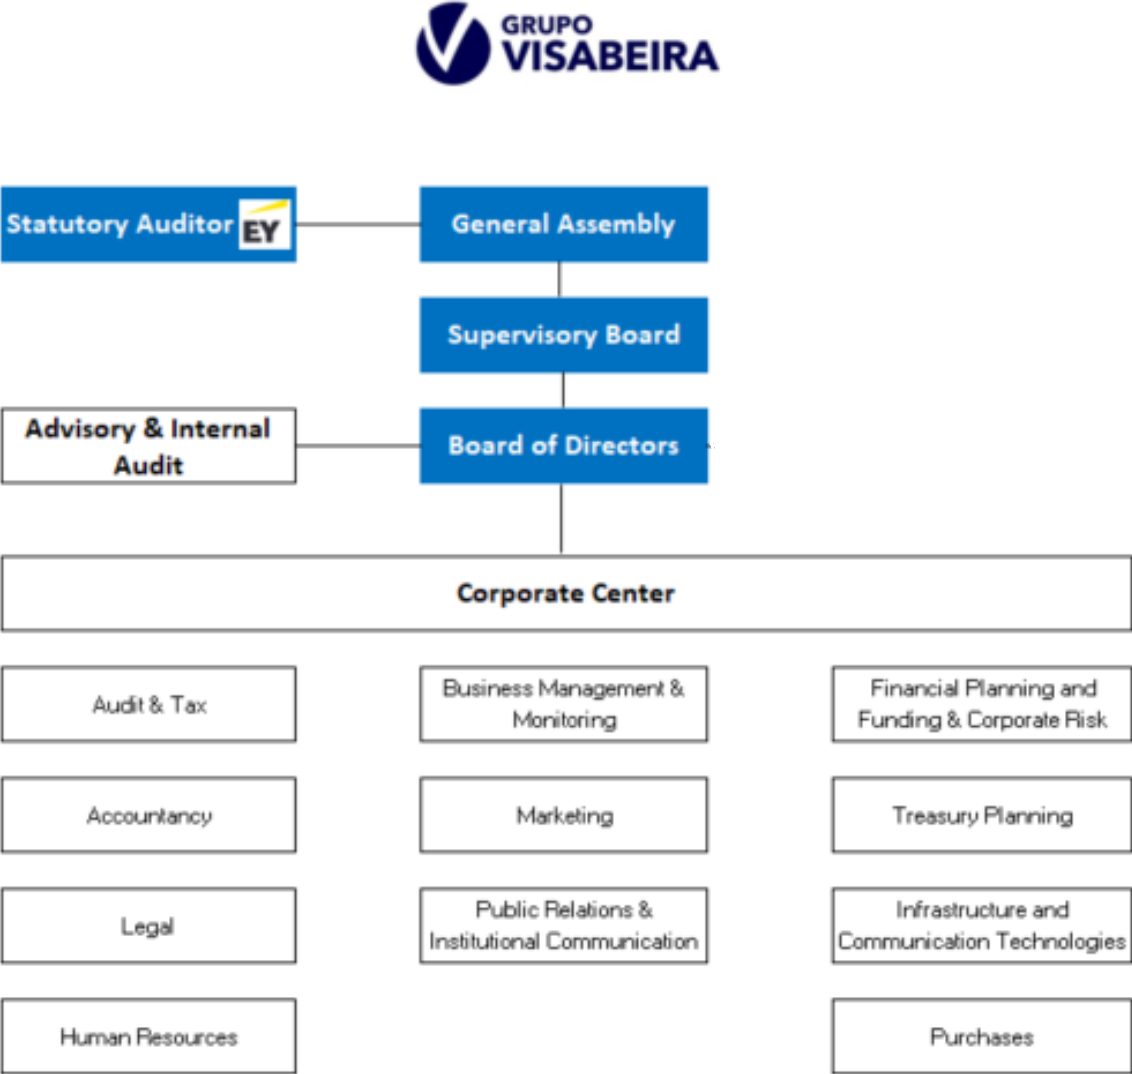 GRUPO
VISABEIRA
Statutory Auditor EY
General Assembly
Supervisory Board
Advisory & Internal
Audit
Board of Directors
Corporate Center
Audit & Tax
Business Management &
Monitoring
Financial Planning and
Funding & Corporate Risk
Accountancy
Marketing
Treasury Planning
Legal
Public Relations &
Institutional Communication
Infrastructure and
Communication Technologies
Human Resources
Purchases